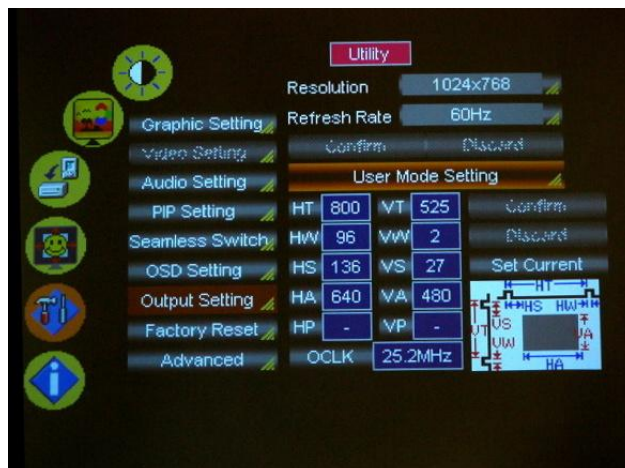 Utility
Resolution 1024x768
Graphic Setting Refresh Rate 60Hz
Video Setting Confirm Discard
Audio Setting User Mode Setting
PIP Setting HT 800 VT 525 Confirm
Seamless Switch HW 96 VW 2 Discard
OSD Setting HS 136 VS 27 Set Current
Output Setting HA 640 VA 480
Factory Reset HP - VP -
Advanced OCLK 25.2MHz
HT
HS HW
VT VS VA
VW
HA